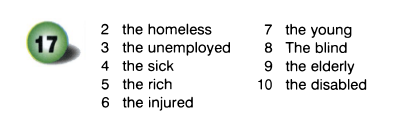 17
2 the homeless
3 the unemployed
4 the sick
5 the rich
6 the injured
7 the young
8 The blind
9 the elderly
10 the disabled